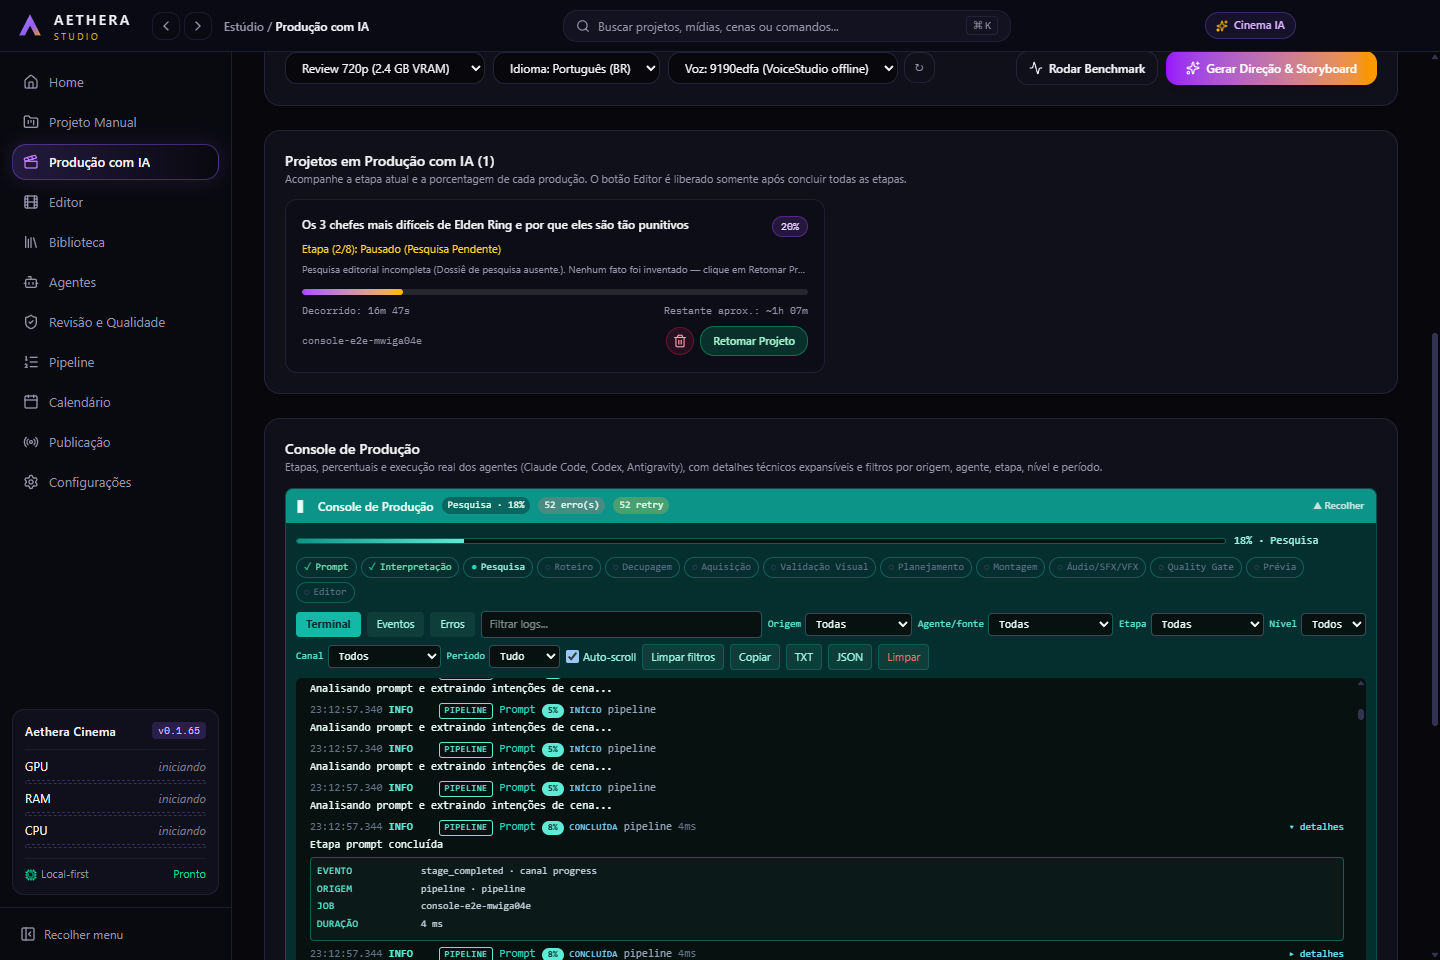 AETHERA
STUDIO
Estúdio / Produção com IA
Buscar projetos, mídias, cenas ou comandos...
⌘ K
Cinema IA
Home
Projeto Manual
Produção com IA
Editor
Biblioteca
Agentes
Revisão e Qualidade
Pipeline
Calendário
Publicação
Configurações
Aethera Cinema v0.1.65
GPU iniciando
RAM iniciando
CPU iniciando
Local-first Pronto
Recolher menu
Review 720p (2.4 GB VRAM)
Idioma: Português (BR)
Voz: 9190edfa (VoiceStudio offline)
↻
Rodar Benchmark
Gerar Direção & Storyboard
Projetos em Produção com IA (1)
Acompanhe a etapa atual e a porcentagem de cada produção. O botão Editor é liberado somente após concluir todas as etapas.
Os 3 chefes mais difíceis de Elden Ring e por que eles são tão punitivos 20%
Etapa (2/8): Pausado (Pesquisa Pendente)
Pesquisa editorial incompleta (Dossiê de pesquisa ausente.). Nenhum fato foi inventado — clique em Retomar Pr...
Decorrido: 16m 47s Restante aprox.: ~1h 07m
console-e2e-mwiga04e
Retomar Projeto
Console de Produção
Etapas, percentuais e execução real dos agentes (Claude Code, Codex, Antigravity), com detalhes técnicos expansíveis e filtros por origem, agente, etapa, nível e período.
Console de Produção Pesquisa · 18% 52 erro(s) 52 retry ▲ Recolher
18% · Pesquisa
✓ Prompt ✓ Interpretação ● Pesquisa ○ Roteiro ○ Decupagem ○ Aquisição ○ Validação Visual ○ Planejamento ○ Montagem ○ Áudio/SFX/VFX ○ Quality Gate ○ Prévia
○ Editor
Terminal Eventos Erros Filtrar logs... Origem Todas Agente/fonte Todas Etapa Todas Nível Todos
Canal Todos Período Tudo Auto-scroll Limpar filtros Copiar TXT JSON Limpar
Analisando prompt e extraindo intenções de cena...
23:12:57.340 INFO PIPELINE Prompt 5% INÍCIO pipeline
Analisando prompt e extraindo intenções de cena...
23:12:57.340 INFO PIPELINE Prompt 5% INÍCIO pipeline
Analisando prompt e extraindo intenções de cena...
23:12:57.340 INFO PIPELINE Prompt 5% INÍCIO pipeline
Analisando prompt e extraindo intenções de cena...
23:12:57.344 INFO PIPELINE Prompt 8% CONCLUÍDA pipeline 4ms ▾ detalhes
Etapa prompt concluída
EVENTO stage_completed · canal progress
ORIGEM pipeline · pipeline
JOB console-e2e-mwiga04e
DURAÇÃO 4 ms
23:12:57.344 INFO PIPELINE Prompt 8% CONCLUÍDA pipeline 4ms ▸ detalhes